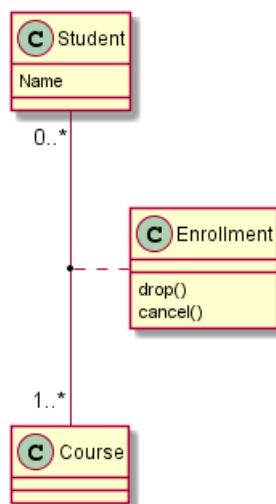 C Student
Name
0..*
C Enrollment
drop()
cancel()
1..*
C Course